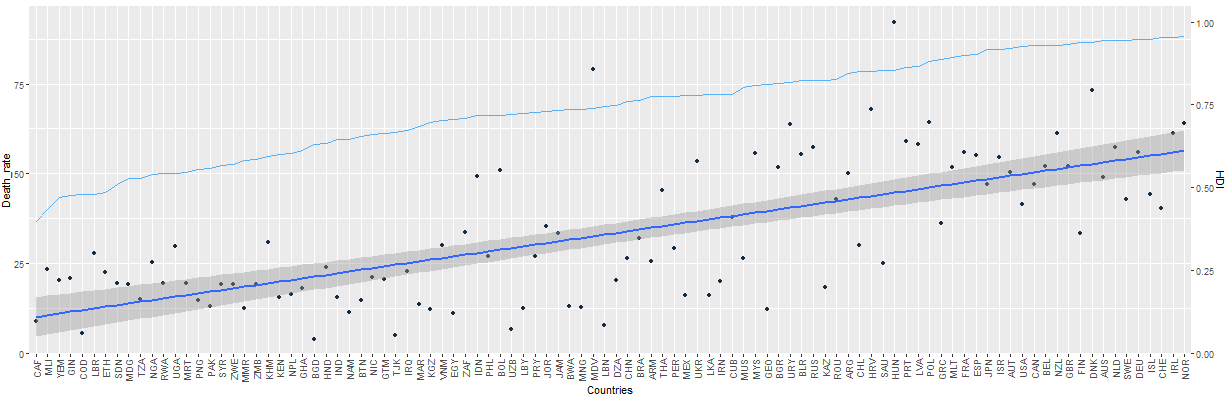 Death_rate
75
50
25
0
1.00
0.75
0.50
0.25
0.00
HDI
CAF MLI YEM GIN COD LBR ETH SDN MDG TZA NGA RWA UGA MRT PNG PAK SYR ZWE MMR ZMB KHM KEN NPL GHA BGD HND IND NAM BTN NIC GTM TJK IRQ MAR KGZ VNM EGY ZAF IDN PHL BOL UZB LBY PRY JOR JAM BWA MNG MDV LBN DZA CHN BRA ARM THA PER MEX UKR LKA IRN CUB MUS MYS GEO BGR URY BLR RUS KAZ ROU ARG CHL HRV SAU HUN PRT LVA POL GRC MLT FRA ESP JPN ISR AUT USA CAN BEL NZL GBR FIN DNK AUS NLD SWE DEU ISL CHE IRL NOR
Countries